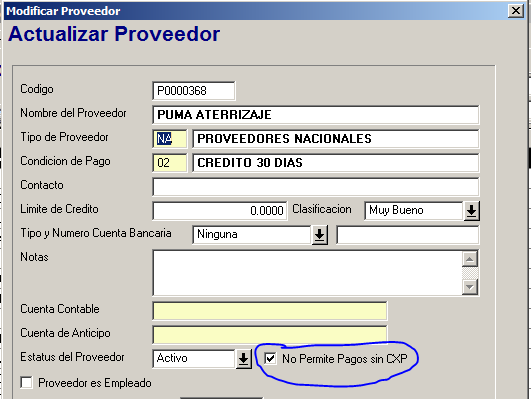 Modificar Proveedor
Actualizar Proveedor
Codigo P0000368
Nombre del Proveedor PUMA ATERRIZAJE
Tipo de Proveedor NA PROVEEDORES NACIONALES
Condicion de Pago 02 CREDITO 30 DIAS
Contacto
Limite de Credito 0.0000 Clasificacion Muy Bueno
Tipo y Numero Cuenta Bancaria Ninguna
Notas
Cuenta Contable
Cuenta de Anticipo
Estatus del Proveedor Activo No Permite Pagos sin CXP
Proveedor es Empleado